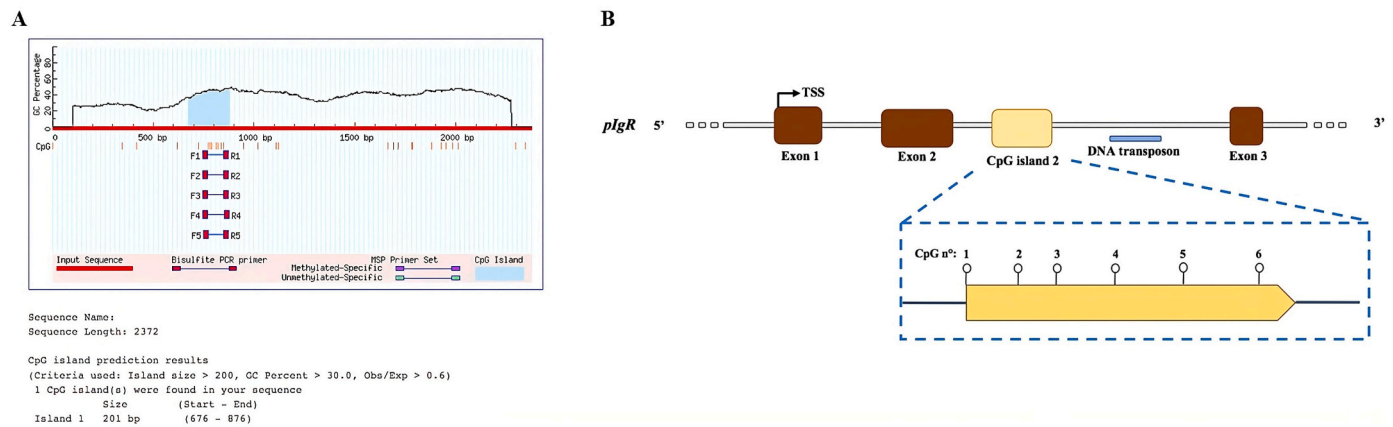 A
GC Percentage
80
60
40
20
0
0 500 bp 1000 bp 1500 bp 2000 bp
CpG
F1 R1
F2 R2
F3 R3
F4 R4
F5 R5
Input Sequence Bisulfite PCR primer MSP Primer Set CpG Island
Methylated-Specific
Unmethylated-Specific
Sequence Name:
Sequence Length: 2372
CpG island prediction results
(Criteria used: Island size > 200, GC Percent > 30.0, Obs/Exp > 0.6)
1 CpG island(s) were found in your sequence
Size (Start - End)
Island 1 201 bp (676 - 876)
B
TSS
pIgR 5’ 3’
Exon 1 Exon 2 CpG island 2 DNA transposon Exon 3
CpG nº: 1 2 3 4 5 6